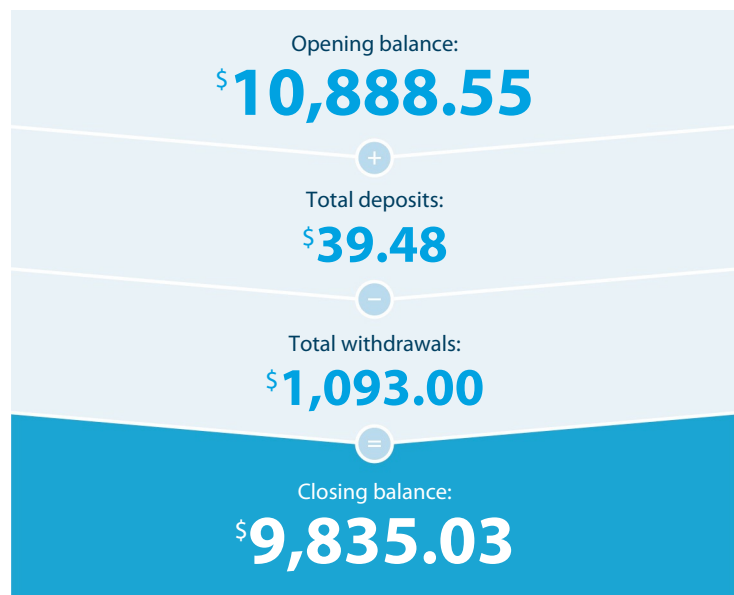 Opening balance:
$10,888.55
+
Total deposits:
$39.48
−
Total withdrawals:
$1,093.00
=
Closing balance:
$9,835.03